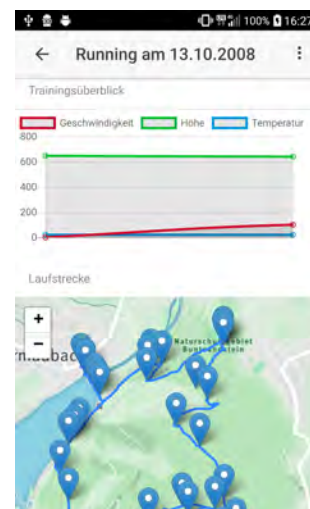 100% 16:27
Running am 13.10.2008
Trainingsüberblick
Geschwindigkeit Höhe Temperatur
800
600
400
200
0
Laufstrecke
+
Naturschutzgebiet
−